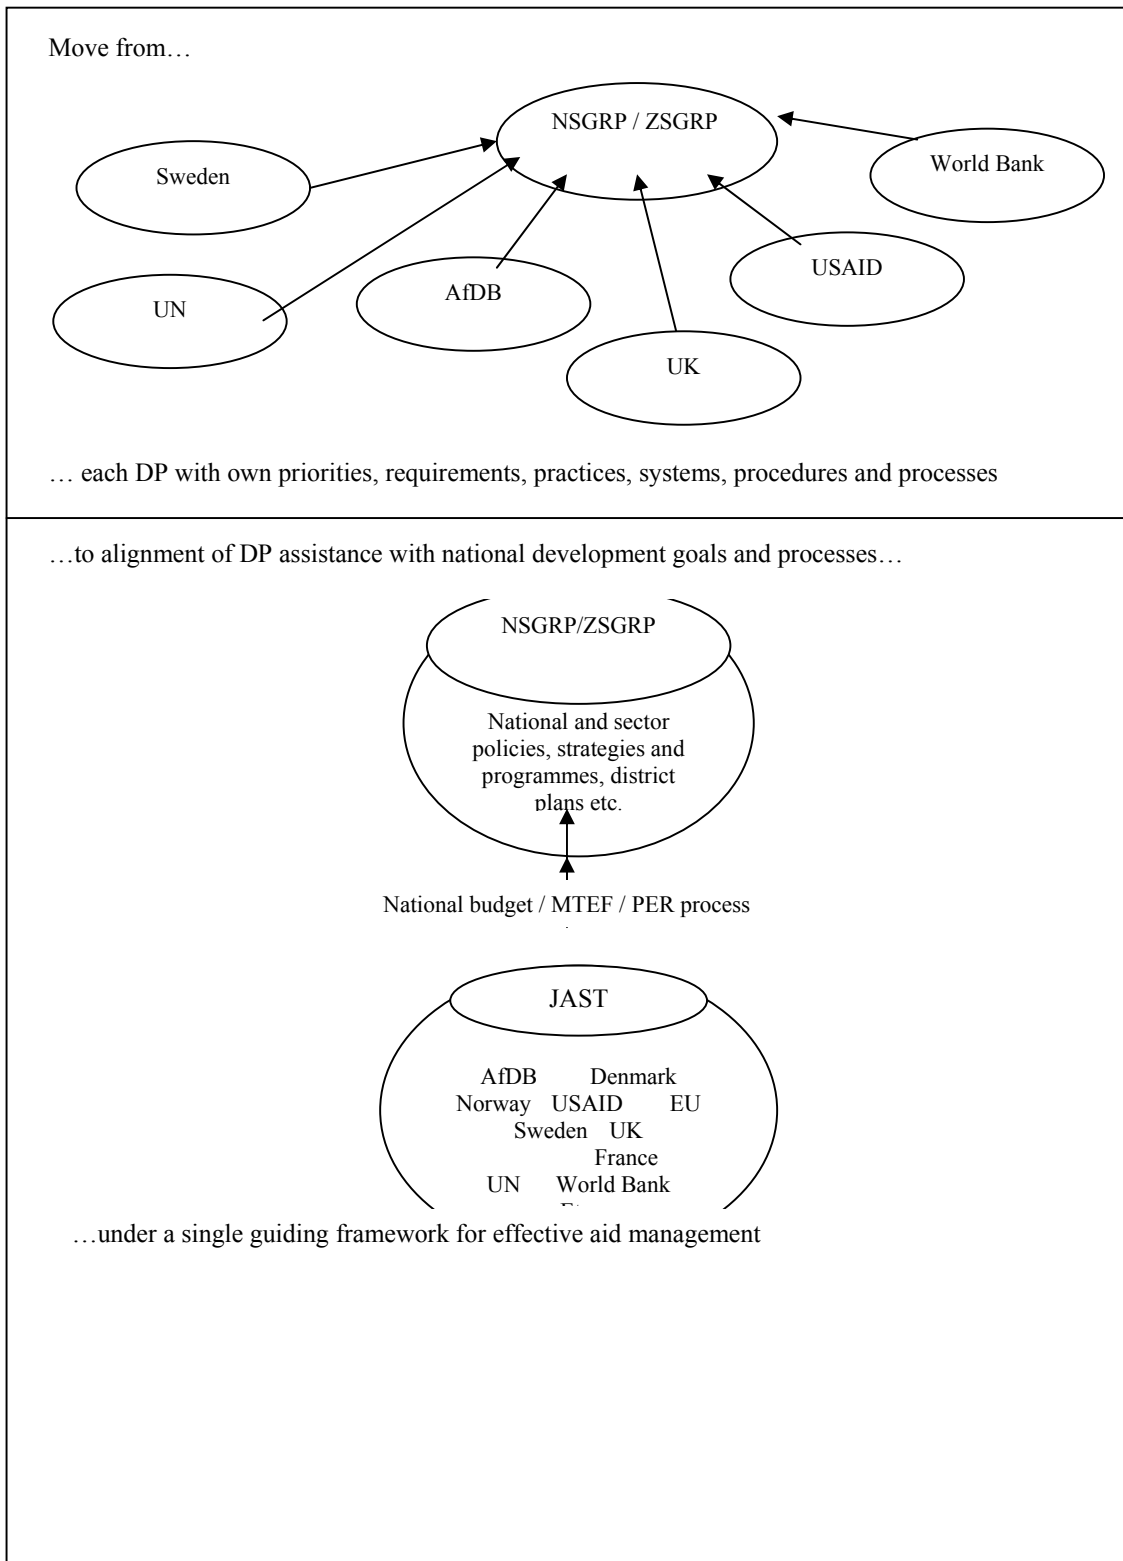 Move from…
NSGRP / ZSGRP
Sweden
World Bank
USAID
AfDB
UN
UK
… each DP with own priorities, requirements, practices, systems, procedures and processes
…to alignment of DP assistance with national development goals and processes…
NSGRP/ZSGRP
National and sector
policies, strategies and
programmes, district
plans etc.
National budget / MTEF / PER process
JAST
AfDB Denmark
Norway USAID EU
Sweden UK
France
UN World Bank
…under a single guiding framework for effective aid management